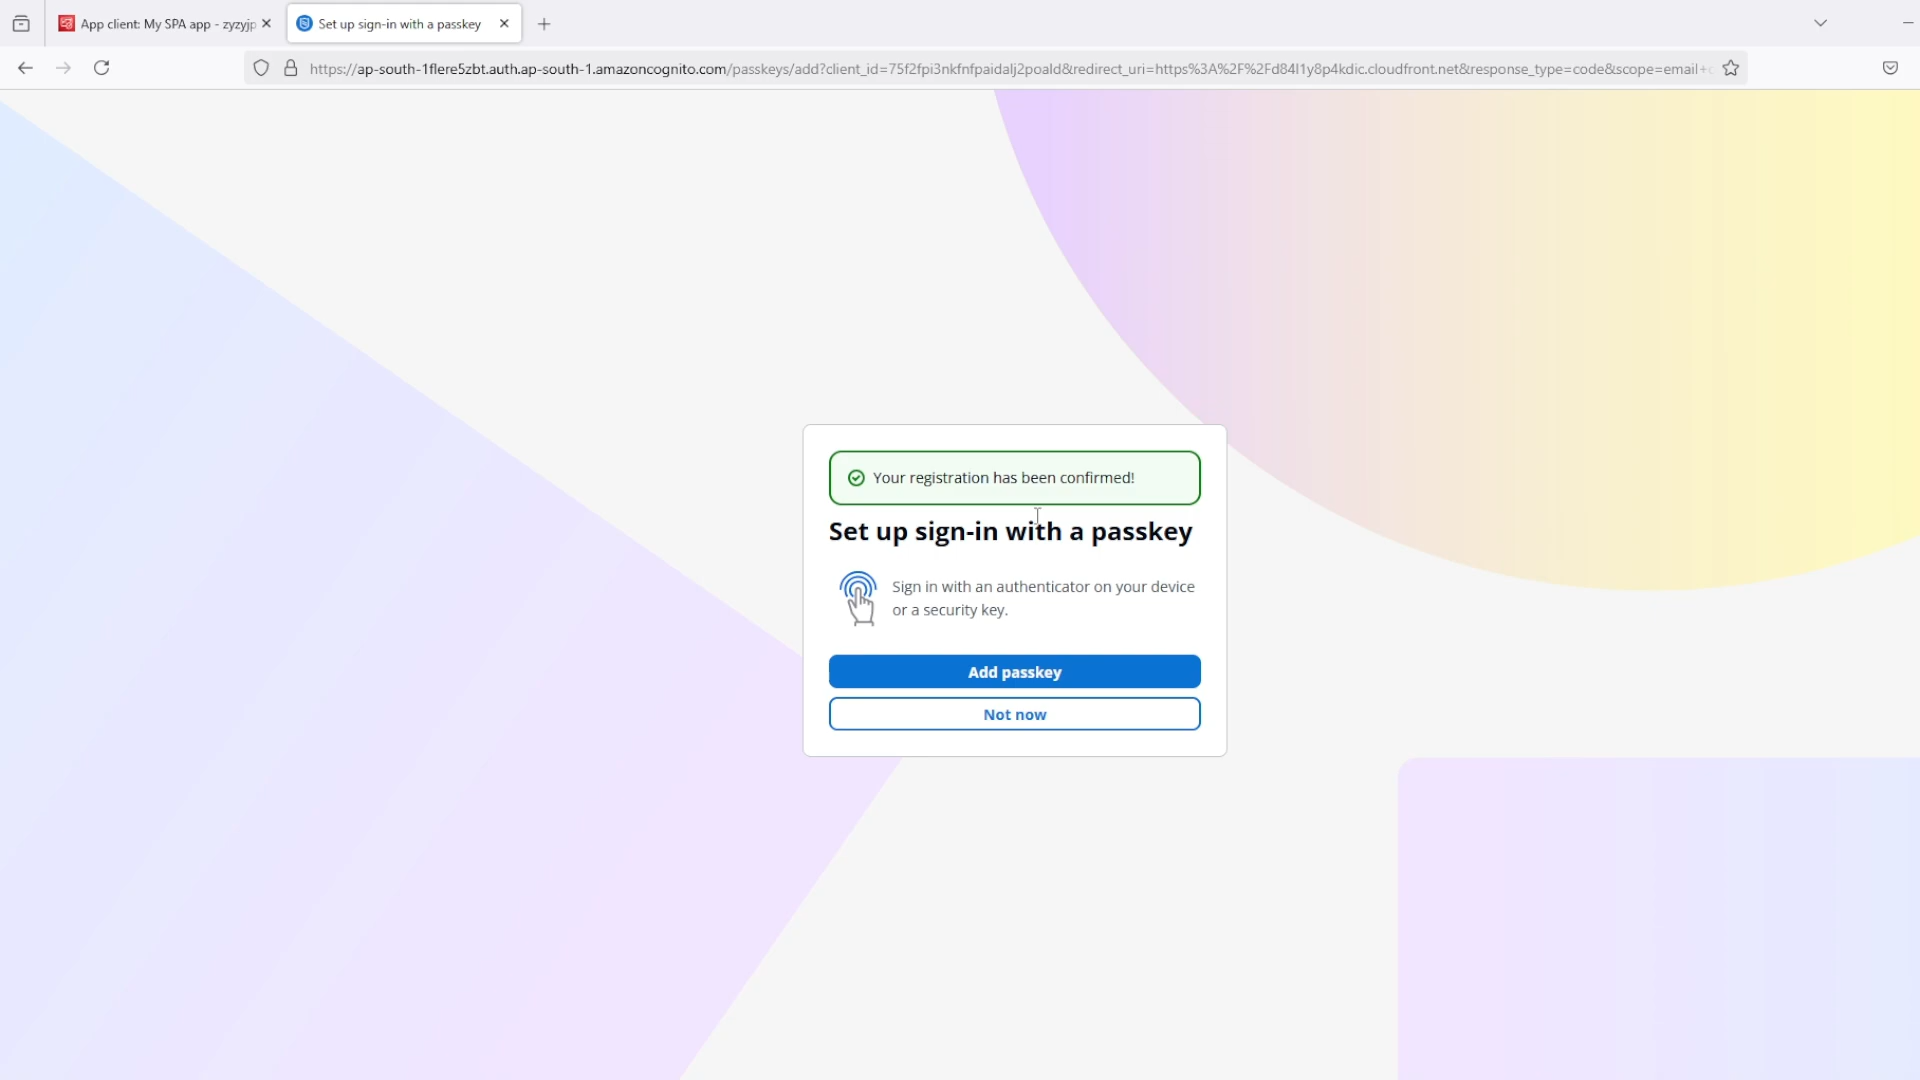 App client: My SPA app - zyzyjp
Set up sign-in with a passkey
https://ap-south-1flere5zbt.auth.ap-south-1.amazoncognito.com/passkeys/add?client_id=75f2fpi3nkfnfpaidalj2poald&redirect_uri=https%3A%2F%2Fd84l1y8p4kdic.cloudfront.net&response_type=code&scope=email+
Your registration has been confirmed!
Set up sign-in with a passkey
Sign in with an authenticator on your device
or a security key.
Add passkey
Not now